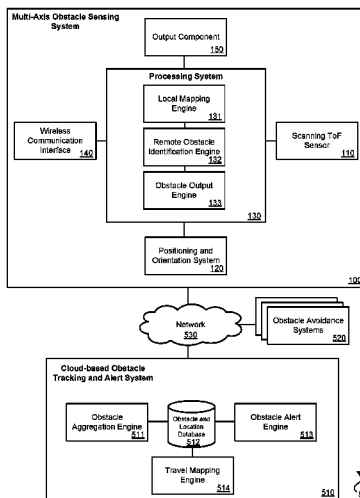 Multi-Axis Obstacle Sensing
System
Output Component
150
Processing System
Local Mapping
Engine
131
Remote Obstacle
Identification Engine
132
Obstacle Output
Engine
133
130
Wireless
Communication
Interface
140
Scanning ToF
Sensor
110
Positioning and
Orientation System
120
100
Network
530
Obstacle Avoidance
Systems
520
Cloud-based Obstacle
Tracking and Alert System
Obstacle
Aggregation Engine
511
Obstacle and
Location
Database
512
Obstacle Alert
Engine
513
Travel Mapping
Engine
514
510